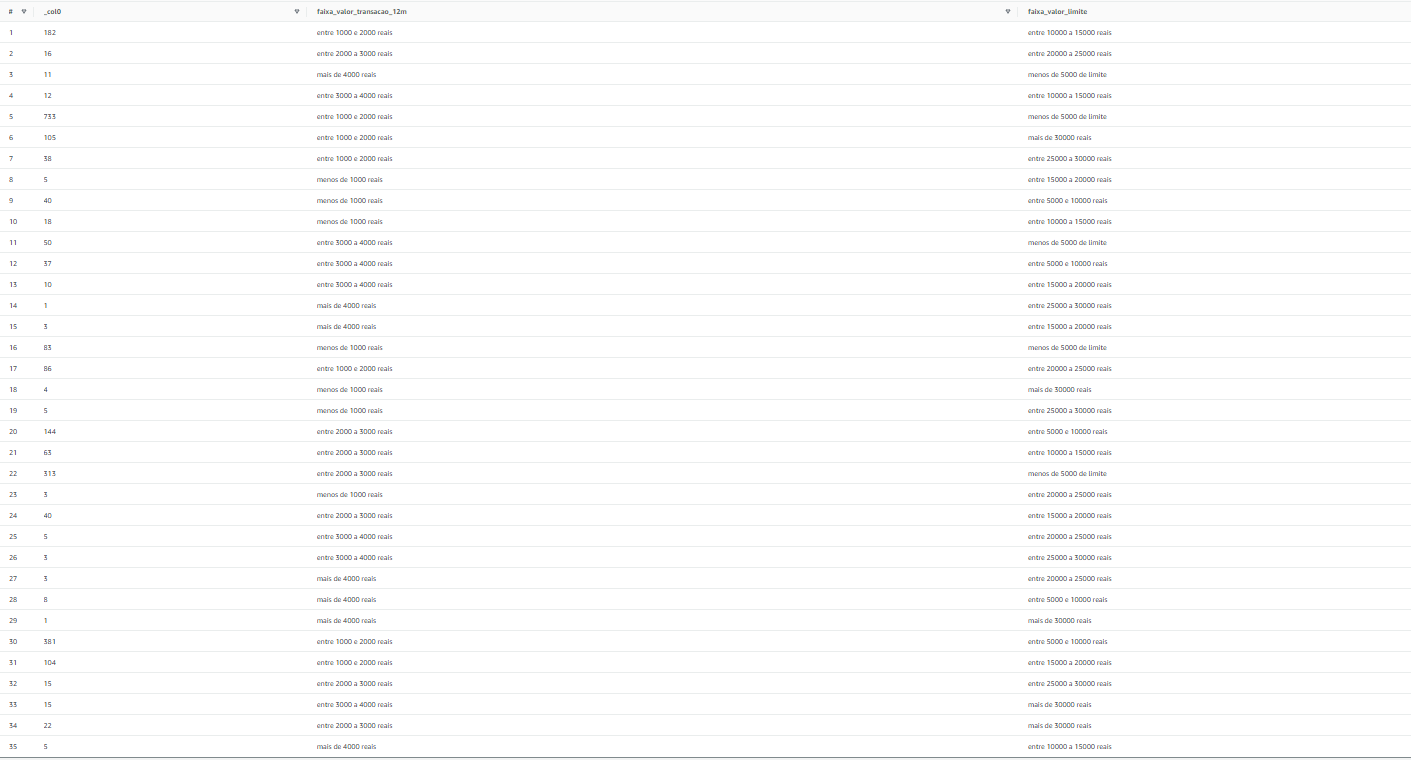 # _col0 faixa_valor_transacao_12m faixa_valor_limite
1 182 entre 1000 e 2000 reais entre 10000 a 15000 reais
2 16 entre 2000 a 3000 reais entre 20000 a 25000 reais
3 11 mais de 4000 reais menos de 5000 de limite
4 12 entre 3000 a 4000 reais entre 10000 a 15000 reais
5 733 entre 1000 e 2000 reais menos de 5000 de limite
6 105 entre 1000 e 2000 reais mais de 30000 reais
7 38 entre 1000 e 2000 reais entre 25000 a 30000 reais
8 5 menos de 1000 reais entre 15000 a 20000 reais
9 40 menos de 1000 reais entre 5000 e 10000 reais
10 18 menos de 1000 reais entre 10000 a 15000 reais
11 50 entre 3000 a 4000 reais menos de 5000 de limite
12 37 entre 3000 a 4000 reais entre 5000 e 10000 reais
13 10 entre 3000 a 4000 reais entre 15000 a 20000 reais
14 1 mais de 4000 reais entre 25000 a 30000 reais
15 3 mais de 4000 reais entre 15000 a 20000 reais
16 83 menos de 1000 reais menos de 5000 de limite
17 86 entre 1000 e 2000 reais entre 20000 a 25000 reais
18 4 menos de 1000 reais mais de 30000 reais
19 5 menos de 1000 reais entre 25000 a 30000 reais
20 144 entre 2000 a 3000 reais entre 5000 e 10000 reais
21 63 entre 2000 a 3000 reais entre 10000 a 15000 reais
22 313 entre 2000 a 3000 reais menos de 5000 de limite
23 3 menos de 1000 reais entre 20000 a 25000 reais
24 40 entre 2000 a 3000 reais entre 15000 a 20000 reais
25 5 entre 3000 a 4000 reais entre 20000 a 25000 reais
26 3 entre 3000 a 4000 reais entre 25000 a 30000 reais
27 3 mais de 4000 reais entre 20000 a 25000 reais
28 8 mais de 4000 reais entre 5000 e 10000 reais
29 1 mais de 4000 reais mais de 30000 reais
30 381 entre 1000 e 2000 reais entre 5000 e 10000 reais
31 104 entre 1000 e 2000 reais entre 15000 a 20000 reais
32 15 entre 2000 a 3000 reais entre 25000 a 30000 reais
33 15 entre 3000 a 4000 reais mais de 30000 reais
34 22 entre 2000 a 3000 reais mais de 30000 reais
35 5 mais de 4000 reais entre 10000 a 15000 reais